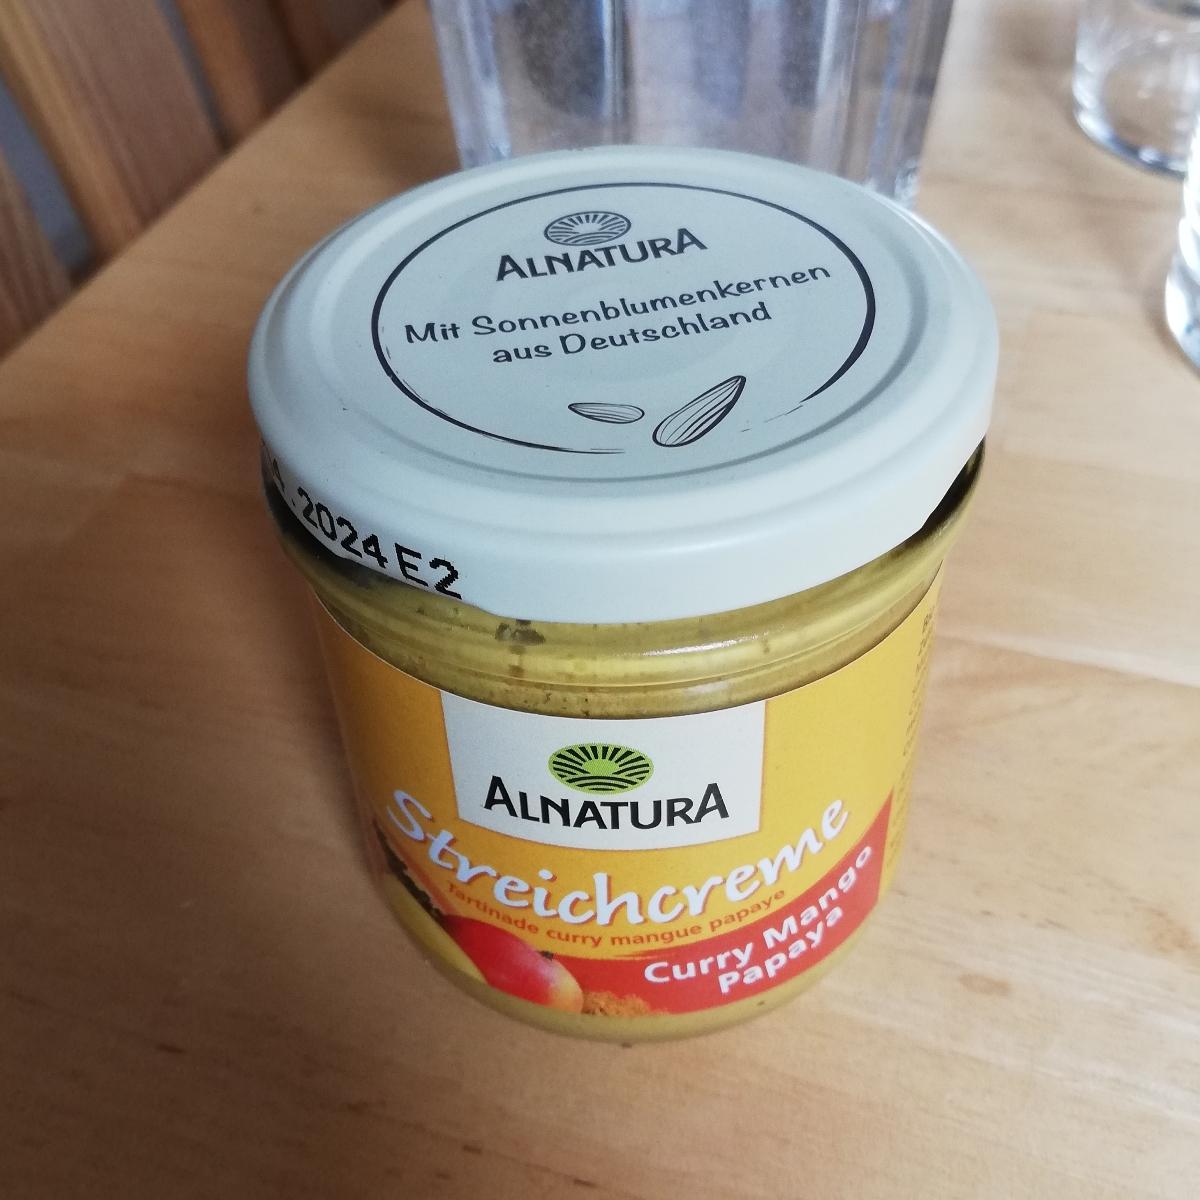 ALNATURA
Mit Sonnenblumenkernen
aus Deutschland
.2024 E2
ALNATURA
Streichcreme
Tartinade curry mangue papaye
Curry Mango
Papaya